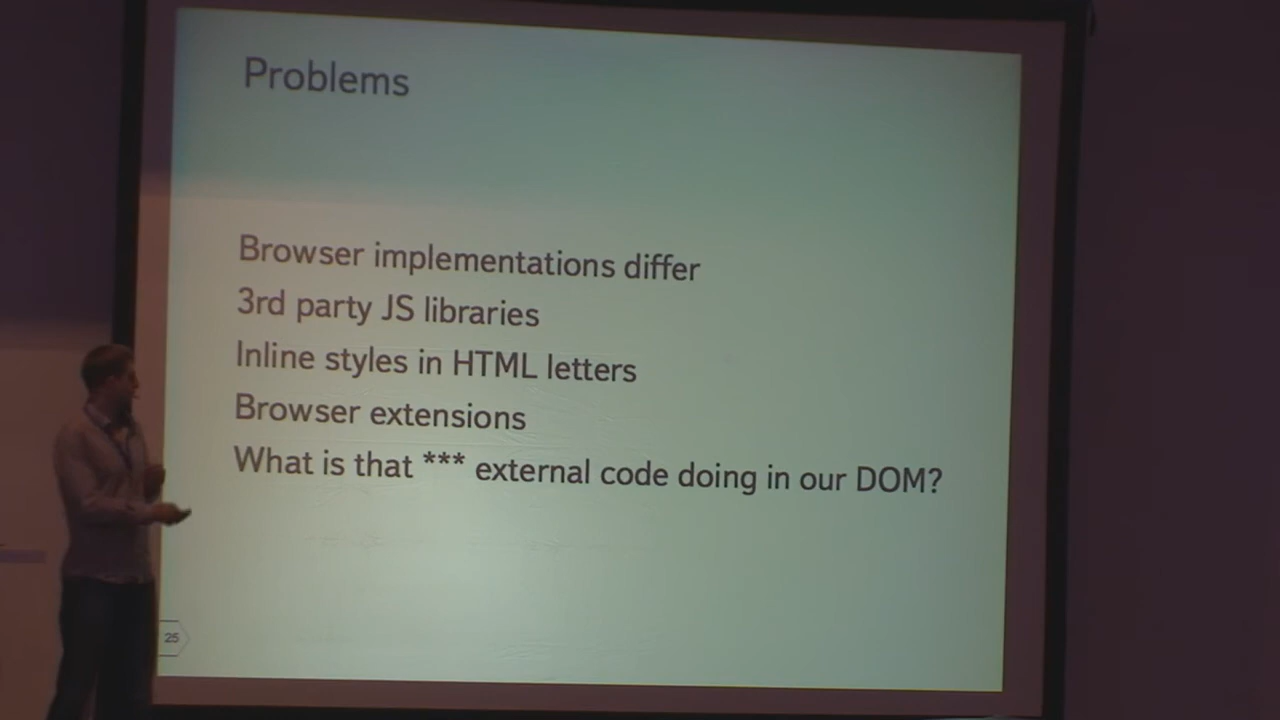 Problems
Browser implementations differ
3rd party JS libraries
Inline styles in HTML letters
Browser extensions
What is that *** external code doing in our DOM?
25